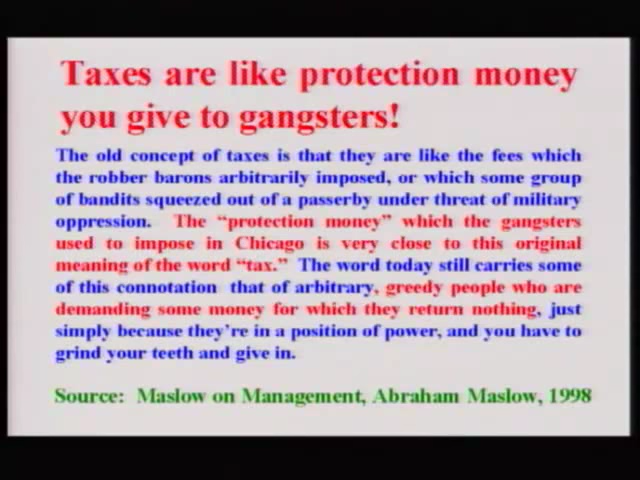 Taxes are like protection money
you give to gangsters!
The old concept of taxes is that they are like the fees which
the robber barons arbitrarily imposed, or which some group
of bandits squeezed out of a passerby under threat of military
oppression. The “protection money” which the gangsters
used to impose in Chicago is very close to this original
meaning of the word “tax.” The word today still carries some
of this connotation that of arbitrary, greedy people who are
demanding some money for which they return nothing, just
simply because they're in a position of power, and you have to
grind your teeth and give in.
Source: Maslow on Management, Abraham Maslow, 1998